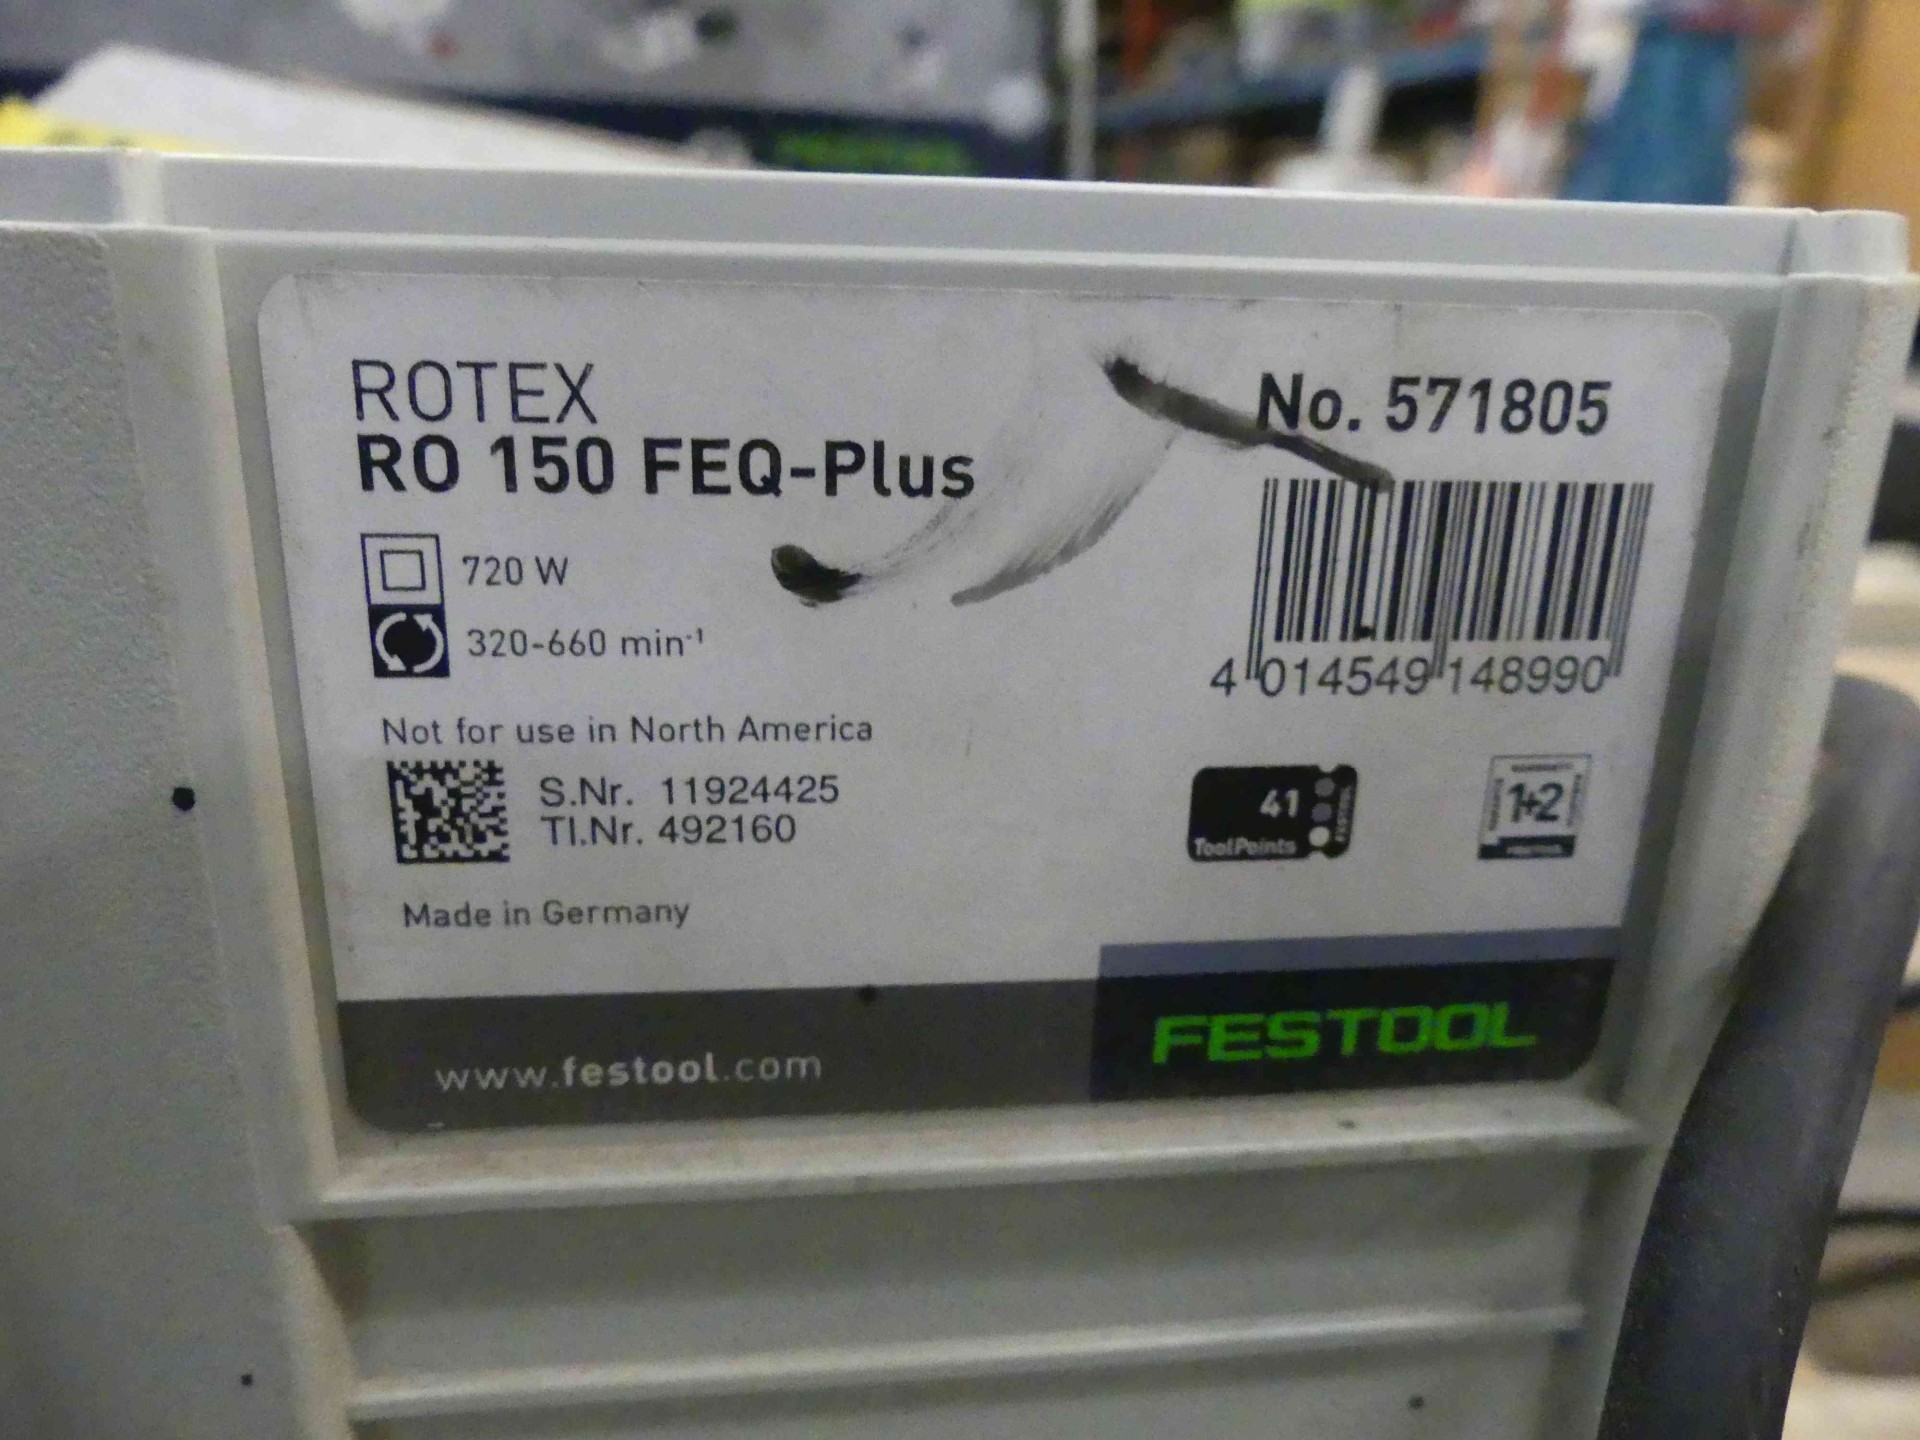 ROTEX
RO 150 FEQ-Plus
No. 571805
720 W
320-660 min⁻¹
4 014549 148990
Not for use in North America
S.Nr. 11924425
TI.Nr. 492160
41
ToolPoints
1+2
Made in Germany
www.festool.com
FESTOOL